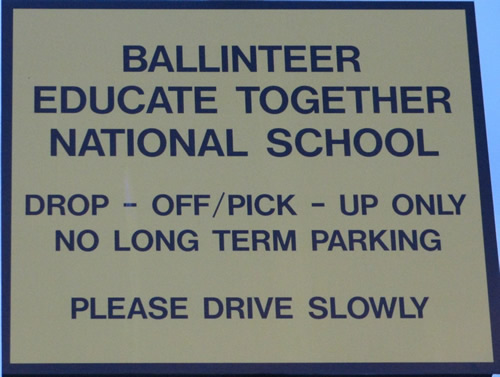 BALLINTEER
EDUCATE TOGETHER
NATIONAL SCHOOL
DROP - OFF/PICK - UP ONLY
NO LONG TERM PARKING
PLEASE DRIVE SLOWLY